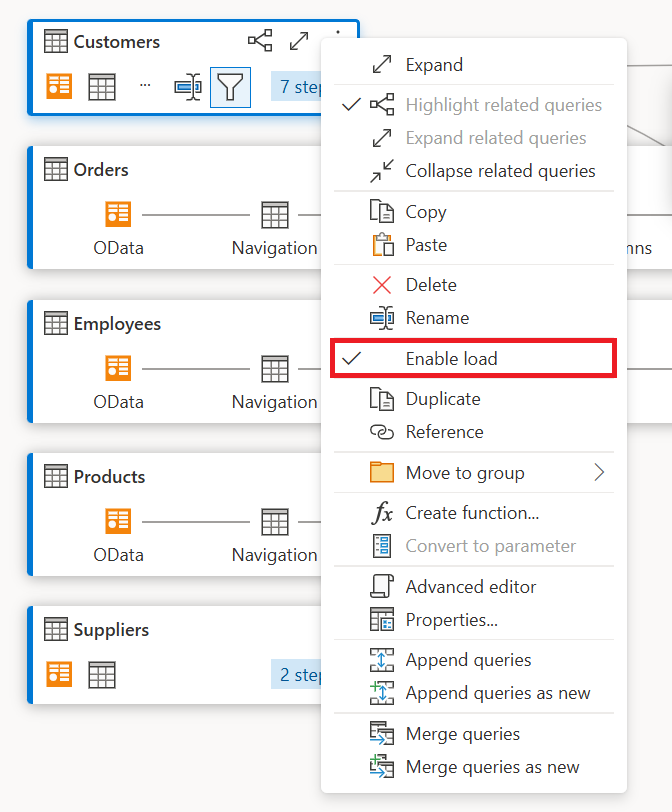 Customers
7 step
Orders
OData
Navigation
mns
Employees
OData
Navigation
Products
OData
Navigation
Suppliers
2 step
Expand
Highlight related queries
Expand related queries
Collapse related queries
Copy
Paste
Delete
Rename
Enable load
Duplicate
Reference
Move to group
fx Create function...
Convert to parameter
Advanced editor
Properties...
Append queries
Append queries as new
Merge queries
Merge queries as new